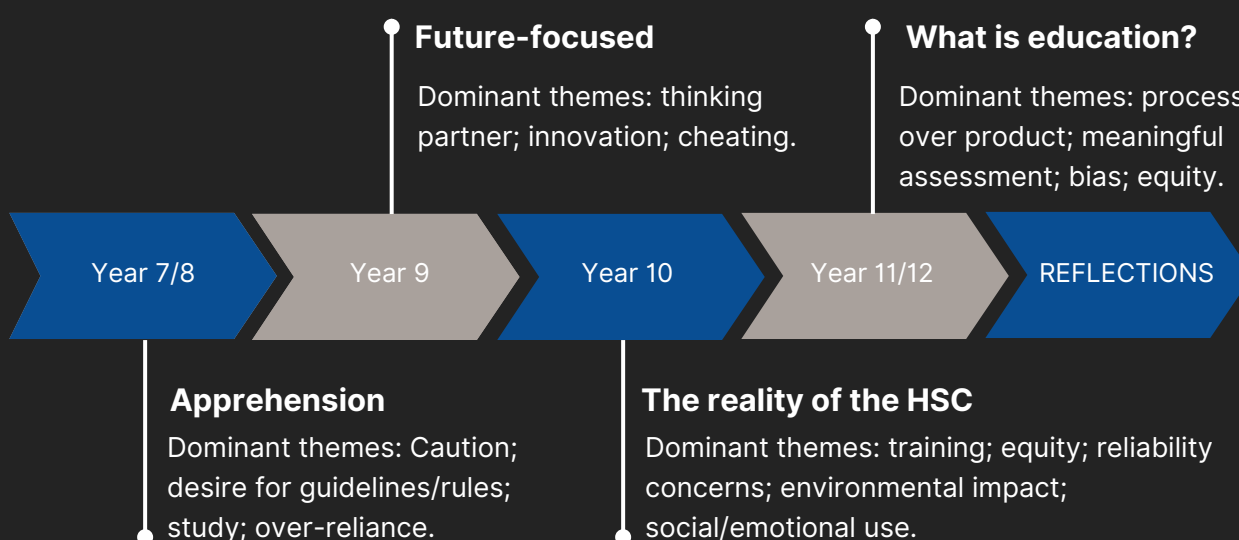 Future-focused
Dominant themes: thinking
partner; innovation; cheating.
What is education?
Dominant themes: process
over product; meaningful
assessment; bias; equity.
Year 7/8
Year 9
Year 10
Year 11/12
REFLECTIONS
Apprehension
Dominant themes: Caution;
desire for guidelines/rules;
study; over-reliance.
The reality of the HSC
Dominant themes: training; equity; reliability
concerns; environmental impact;
social/emotional use.